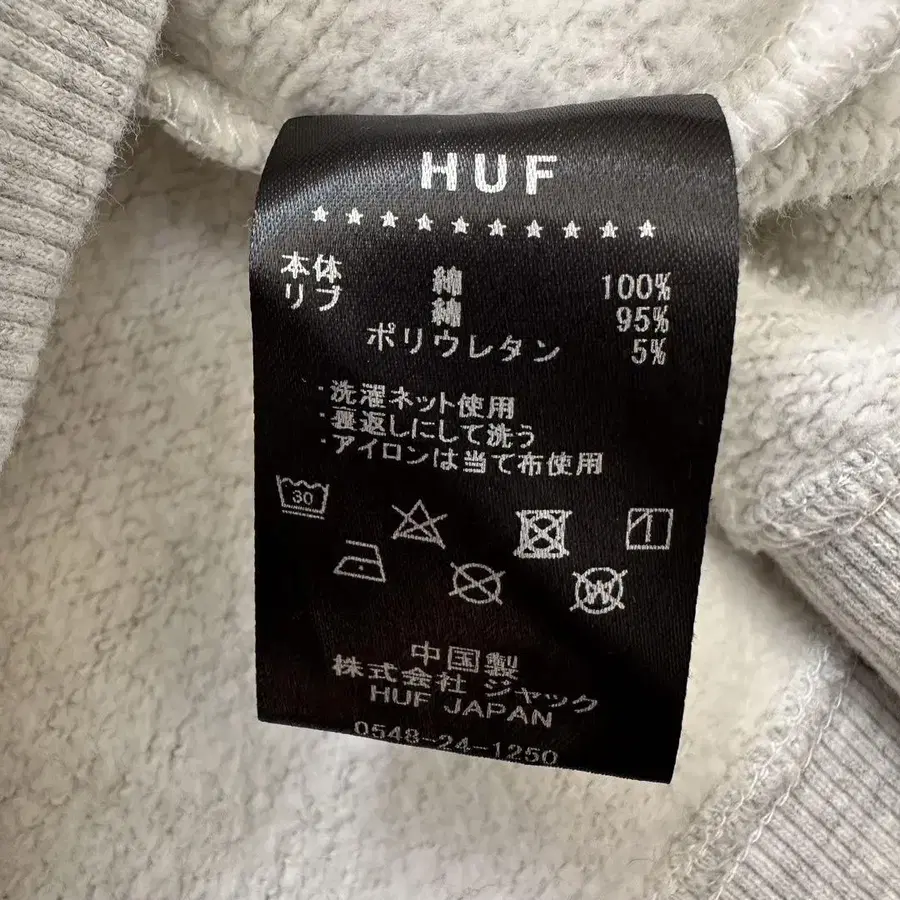 HUF
★★★★★★★★★★
本体 綿 100%
リブ 綿 95%
ポリウレタン 5%
・洗濯ネット使用
・裏返しにして洗う
・アイロンは当て布使用
30
W
中国製
株式会社 ジャック
HUF JAPAN
0548-24-1250